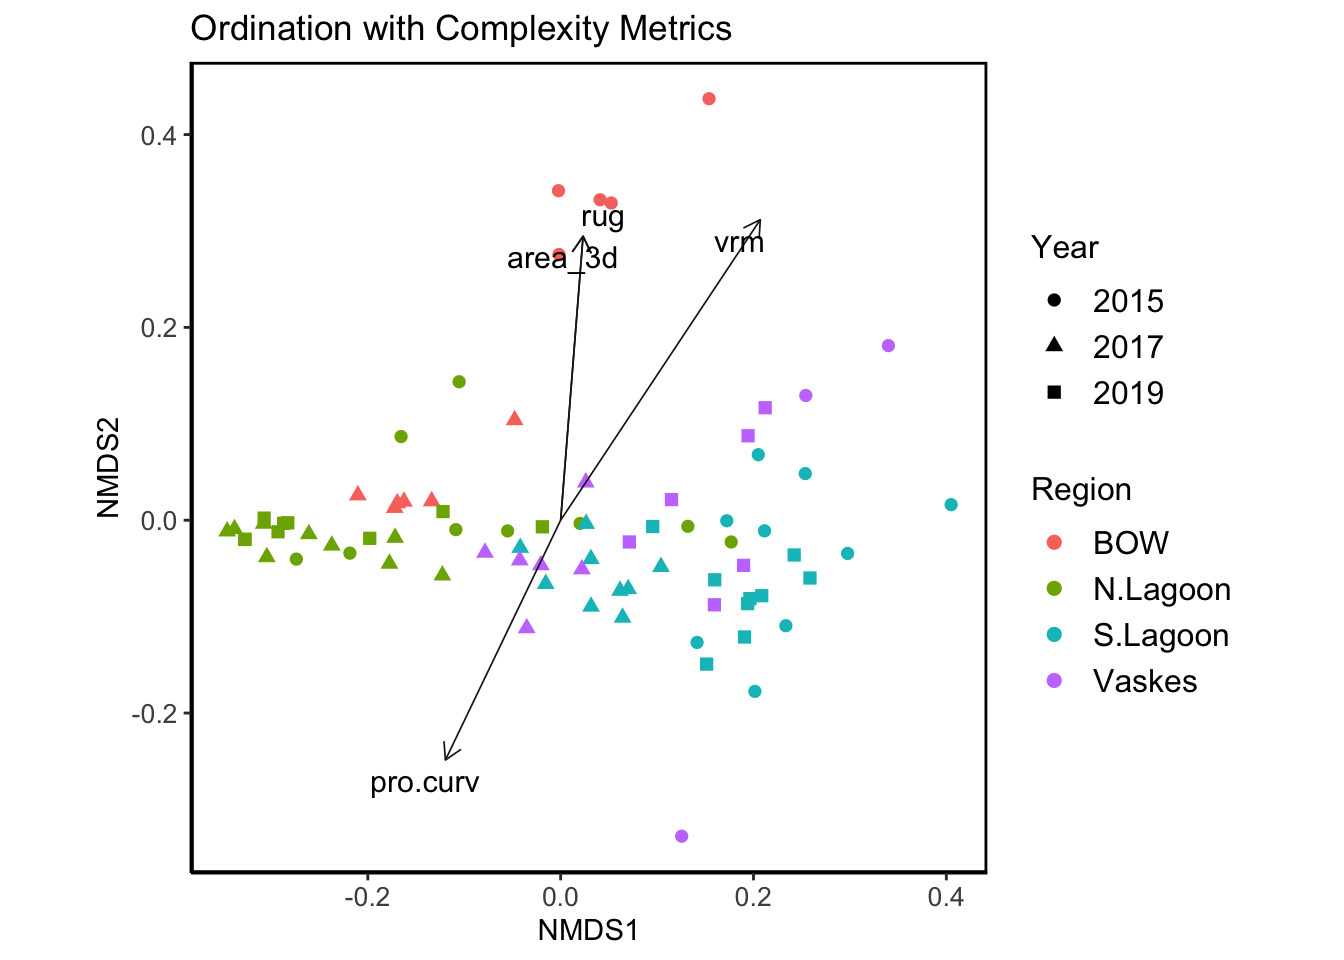 Ordination with Complexity Metrics
NMDS2
0.4
0.2
0.0
-0.2
rug
area_3d
vrm
pro.curv
-0.2
0.0
0.2
0.4
NMDS1
Year
2015
2017
2019
Region
BOW
N.Lagoon
S.Lagoon
Vaskes